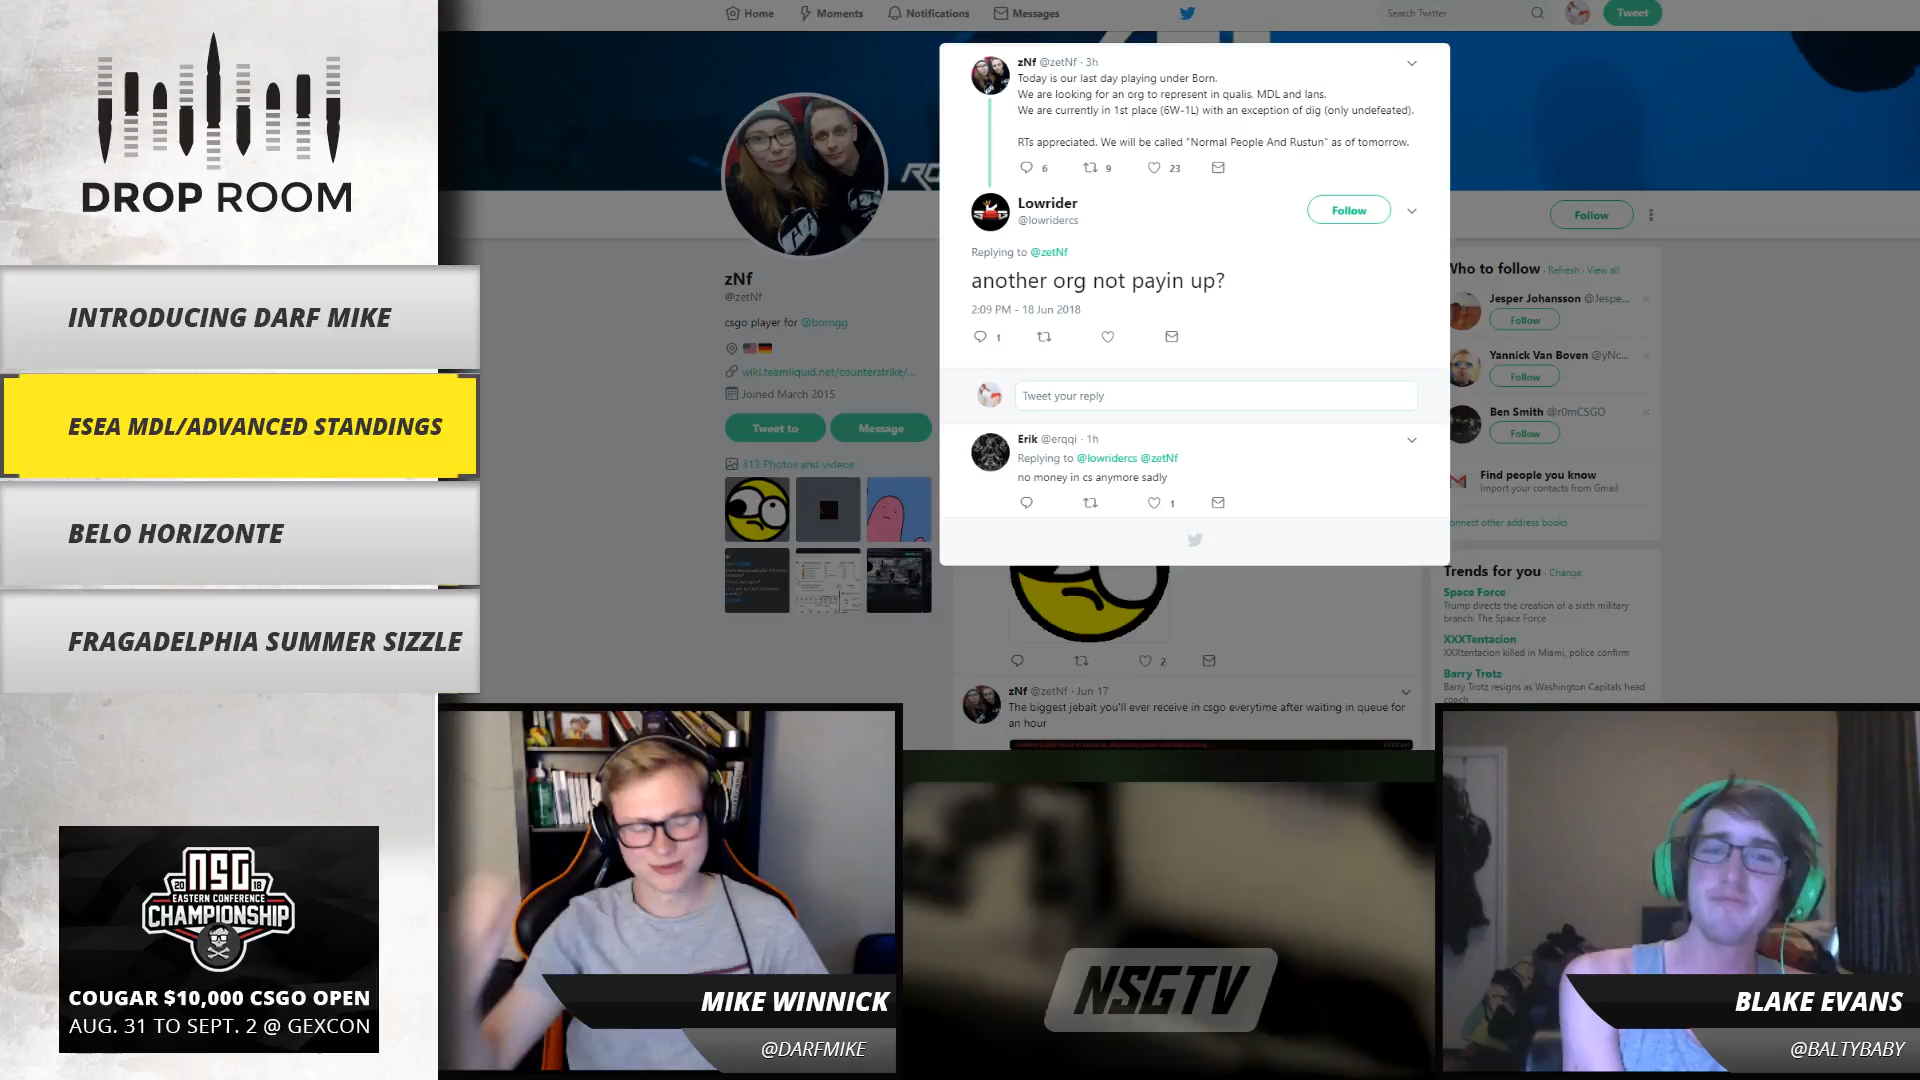 DROP ROOM
INTRODUCING DARF MIKE
ESEA MDL/ADVANCED STANDINGS
BELO HORIZONTE
FRAGADELPHIA SUMMER SIZZLE
NSG
20 18
EASTERN CONFERENCE
CHAMPIONSHIP
COUGAR $10,000 CSGO OPEN
AUG. 31 TO SEPT. 2 @ GEXCON
Home
Moments
Notifications
Messages
Search Twitter
Tweet
zNf
@zetNf
csgo player for @borngg
wiki.teamliquid.net/counterstrike/...
Joined March 2015
Tweet to
Message
313 Photos and videos
zNf @zetNf · 3h
Today is our last day playing under Born.
We are looking for an org to represent in qualis, MDL and lans.
We are currently in 1st place (6W-1L) with an exception of dig (only undefeated).
RTs appreciated. We will be called "Normal People And Rustun" as of tomorrow.
6
9
23
Lowrider
@lowridercs
Follow
Replying to @zetNf
another org not payin up?
2:09 PM - 18 Jun 2018
1
Tweet your reply
Erik @erqqi · 1h
Replying to @lowridercs @zetNf
no money in cs anymore sadly
1
2
zNf @zetNf · Jun 17
The biggest jebait you'll ever receive in csgo everytime after waiting in queue for
an hour
Follow
Who to follow · Refresh · View all
Jesper Johansson @Jespe...
Follow
Yannick Van Boven @yNc...
Follow
Ben Smith @r0mCSGO
Follow
Find people you know
Import your contacts from Gmail
onnect other address books
Trends for you · Change
Space Force
Trump directs the creation of a sixth military
branch: The Space Force
XXXTentacion
XXXtentacion killed in Miami, police confirm
Barry Trotz
Barry Trotz resigns as Washington Capitals head
coach
MIKE WINNICK
@DARFMIKE
NSGTV
BLAKE EVANS
@BALTYBABY